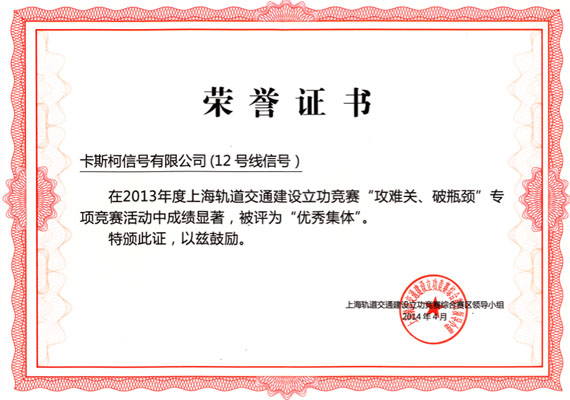 荣誉证书
卡斯柯信号有限公司(12号线信号)
在2013年度上海轨道交通建设立功竞赛“攻难关、破瓶颈”专
项竞赛活动中成绩显著，被评为“优秀集体”。
特颁此证，以兹鼓励。
上海轨道交通建设立功竞赛综合赛区领导小组
2014年4月